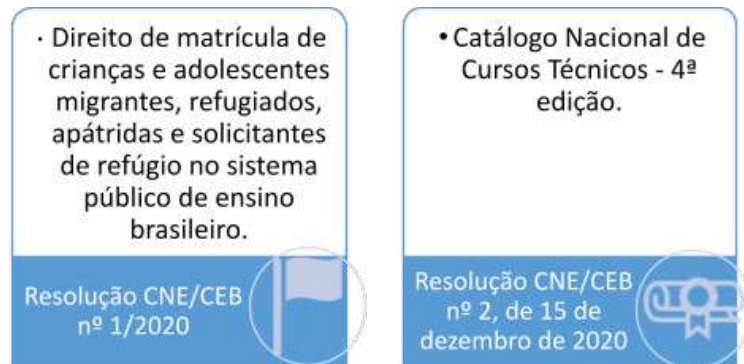 · Direito de matrícula de
crianças e adolescentes
migrantes, refugiados,
apátridas e solicitantes
de refúgio no sistema
público de ensino
brasileiro.
Resolução CNE/CEB
nº 1/2020
• Catálogo Nacional de
Cursos Técnicos - 4ª
edição.
Resolução CNE/CEB
nº 2, de 15 de
dezembro de 2020